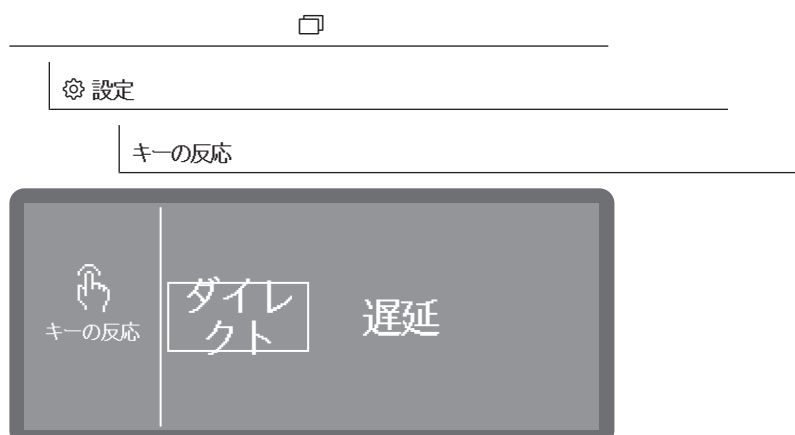 設定
キーの反応
キーの反応
ダイレ
クト
遅延